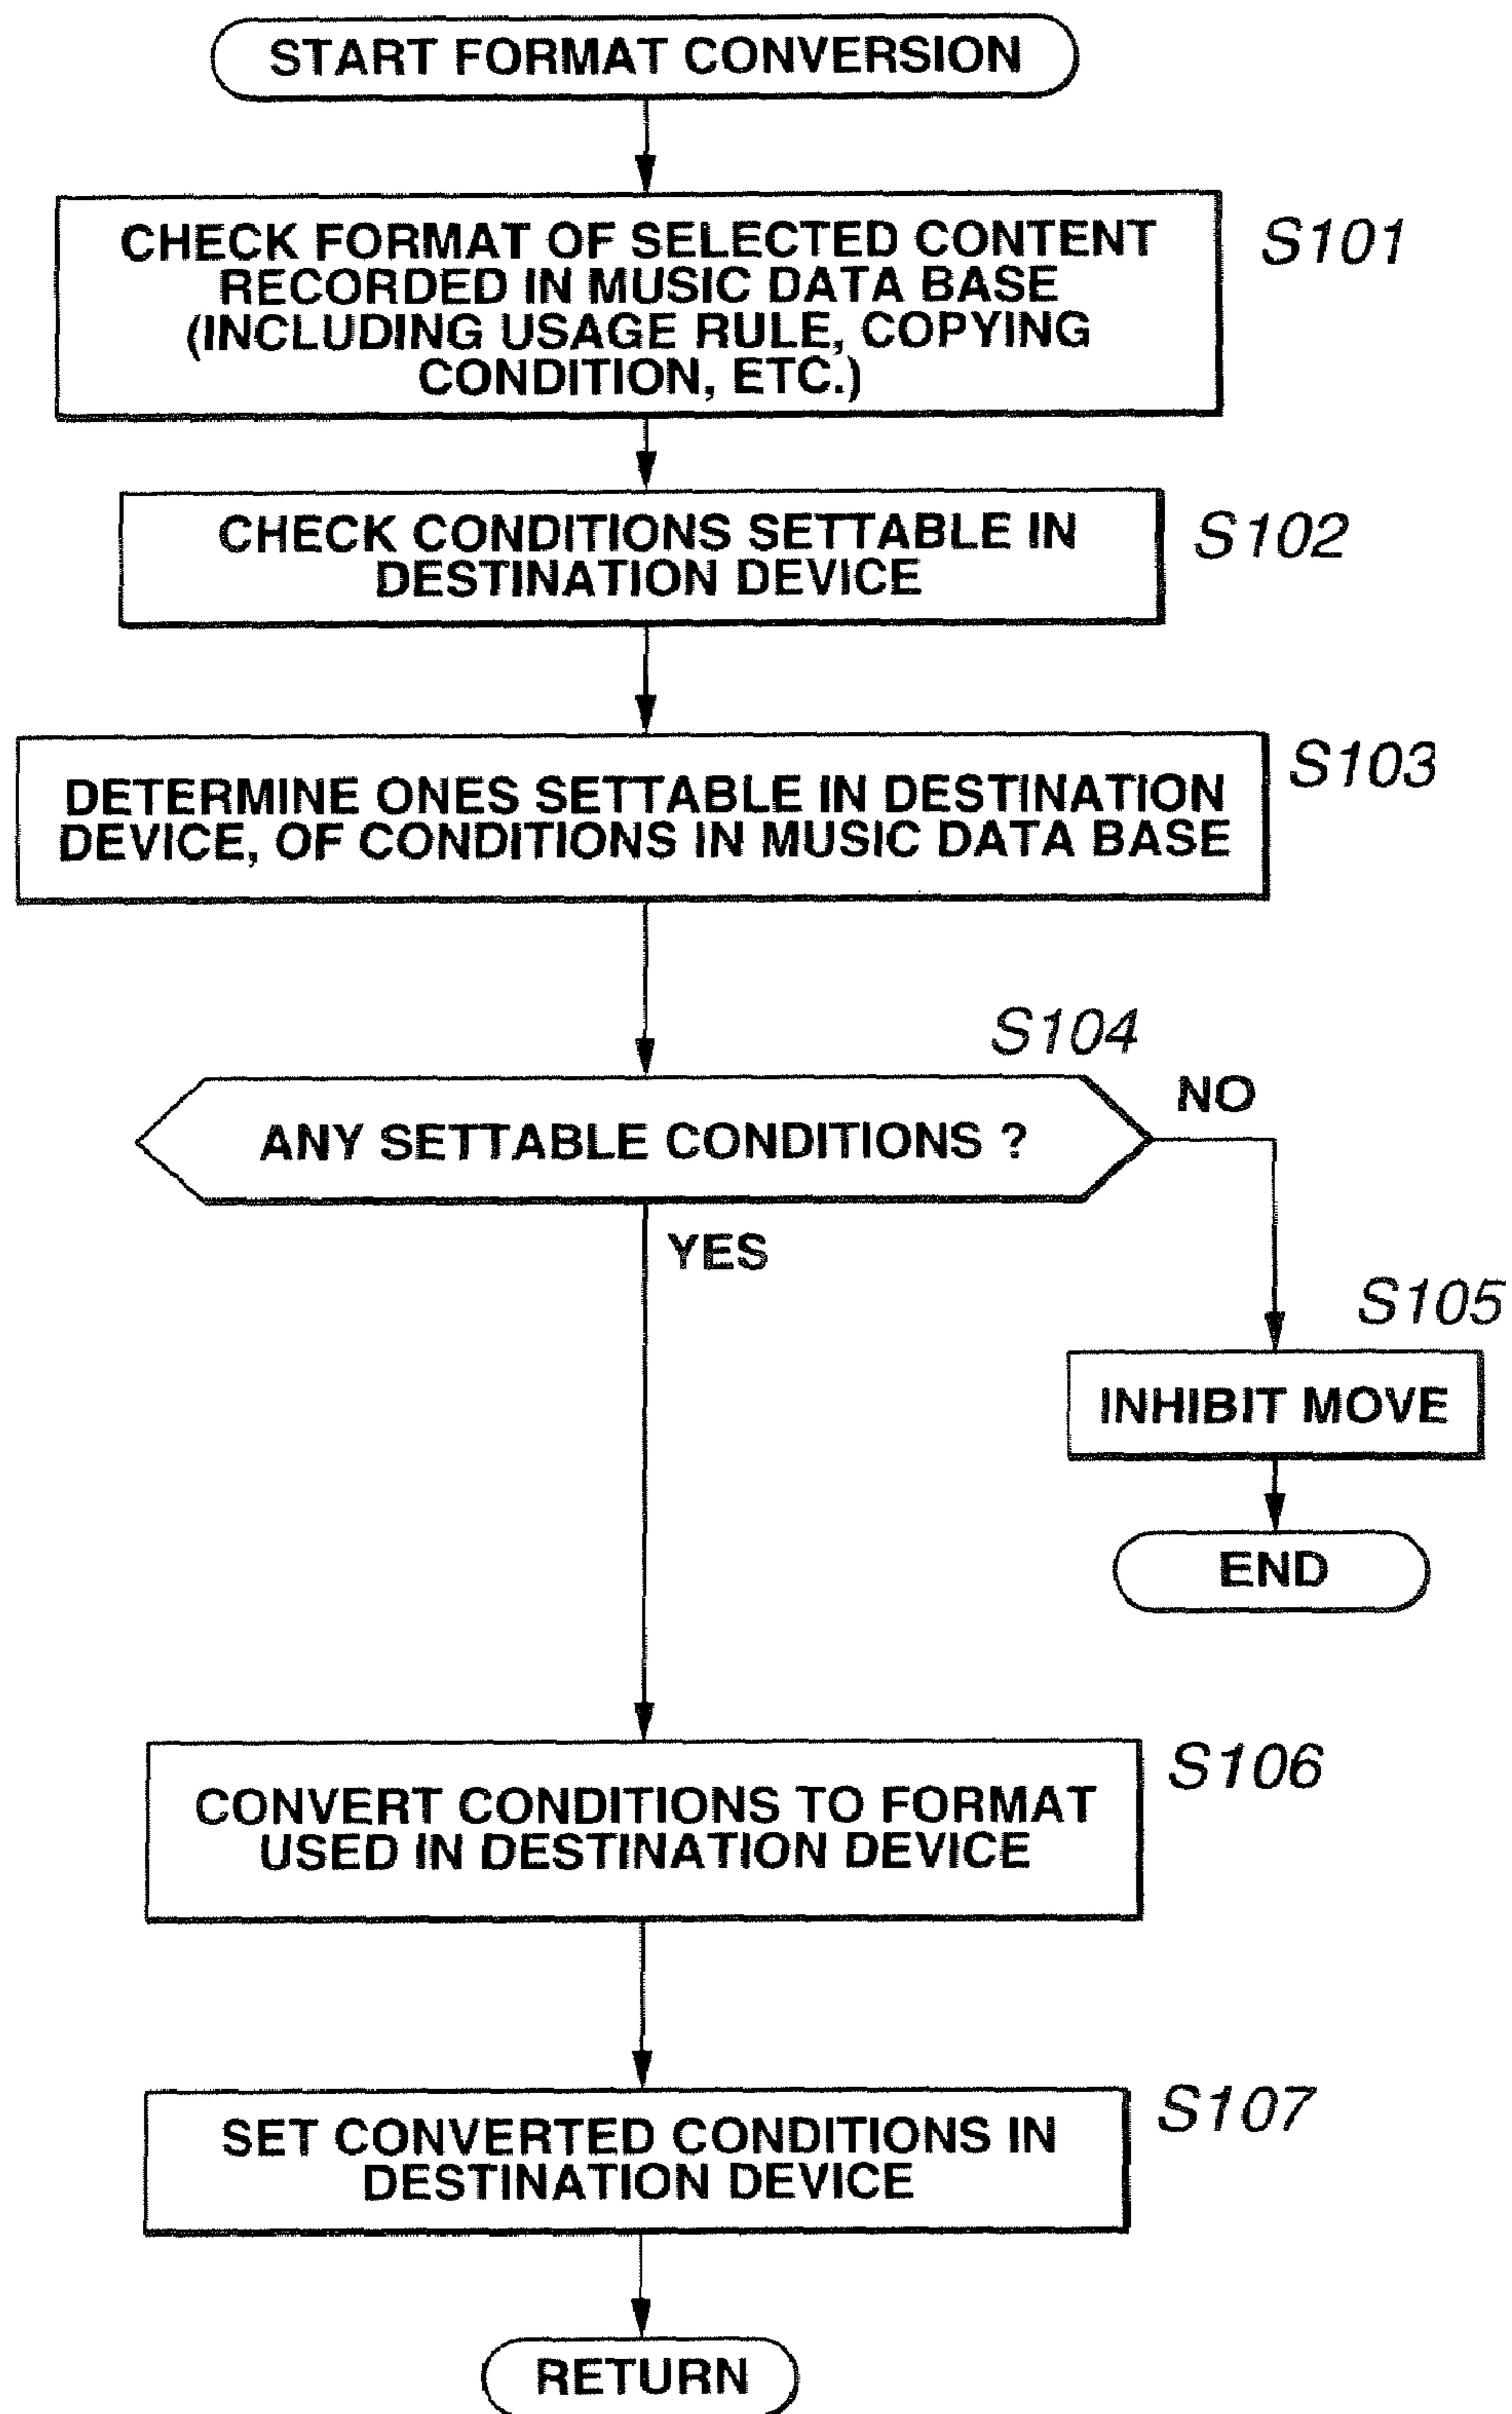 START FORMAT CONVERSION
CHECK FORMAT OF SELECTED CONTENT
RECORDED IN MUSIC DATA BASE
(INCLUDING USAGE RULE, COPYING
CONDITION, ETC.)
S101
CHECK CONDITIONS SETTABLE IN
DESTINATION DEVICE
S102
DETERMINE ONES SETTABLE IN DESTINATION
DEVICE, OF CONDITIONS IN MUSIC DATA BASE
S103
S104
ANY SETTABLE CONDITIONS ?
NO
YES
S105
INHIBIT MOVE
END
CONVERT CONDITIONS TO FORMAT
USED IN DESTINATION DEVICE
S106
SET CONVERTED CONDITIONS IN
DESTINATION DEVICE
S107
RETURN